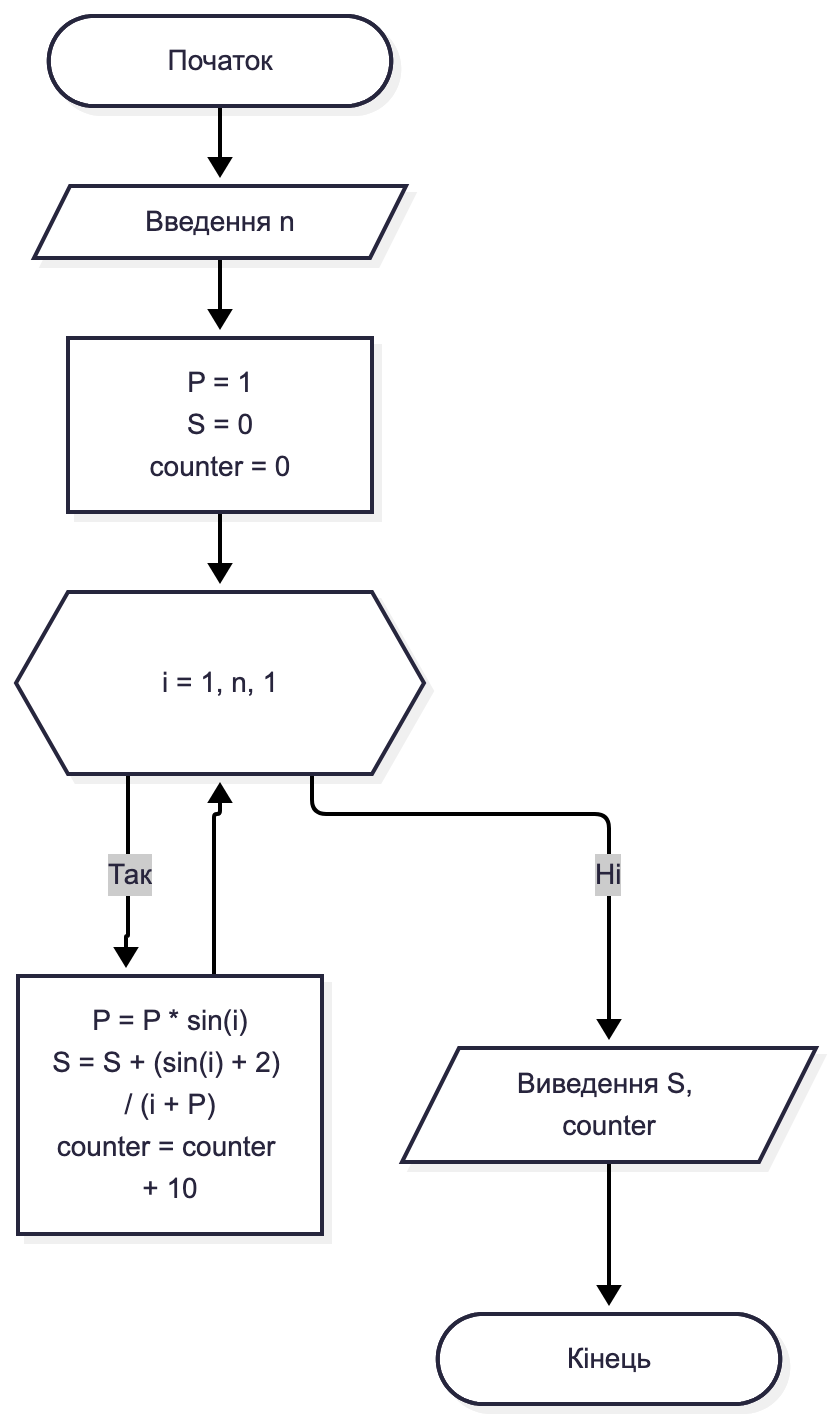 Початок
Введення n
P = 1
S = 0
counter = 0
i = 1, n, 1
Так
Ні
P = P * sin(i)
S = S + (sin(i) + 2)
/ (i + P)
counter = counter
+ 10
Виведення S,
counter
Кінець